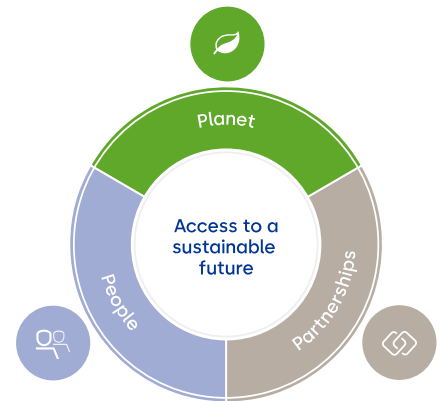 Planet
Access to a
sustainable
future
People
Partnerships